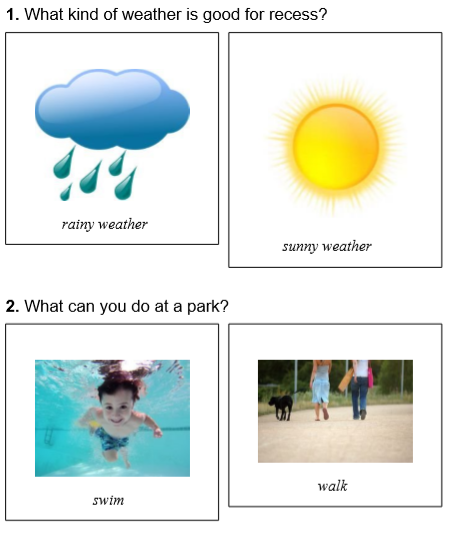 1. What kind of weather is good for recess?
rainy weather
sunny weather
2. What can you do at a park?
swim
walk